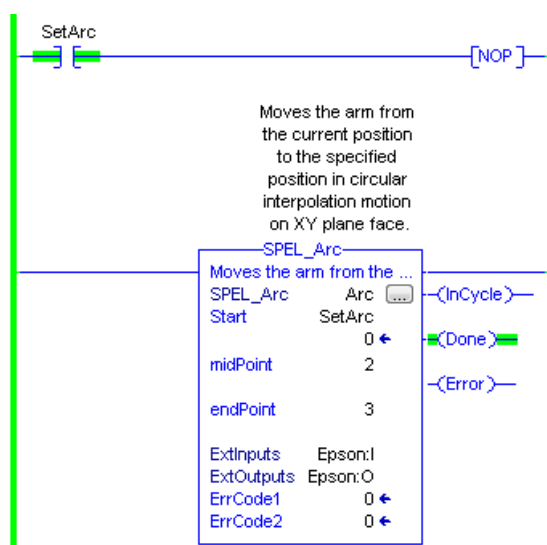 SetArc
[NOP]
Moves the arm from
the current position
to the specified
position in circular
interpolation motion
on XY plane face.
SPEL_Arc
Moves the arm from the ...
SPEL_Arc Arc ...
(InCycle)
Start SetArc
0
(Done)
midPoint 2
(Error)
endPoint 3
ExtInputs Epson:I
ExtOutputs Epson:O
ErrCode1 0
ErrCode2 0